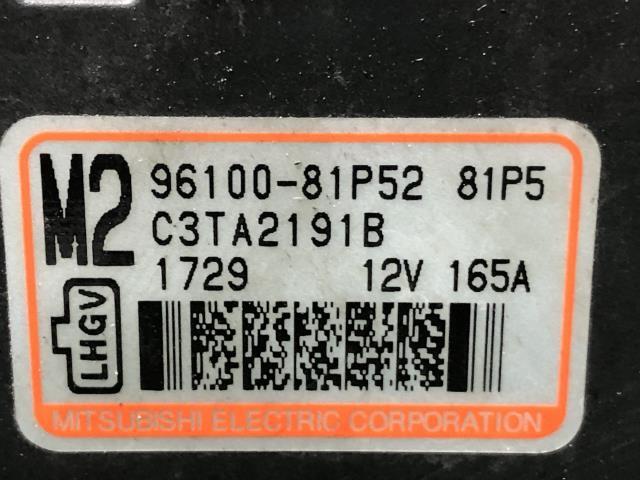 M2 96100-81P52 81P5
C3TA2191B
1729 12V 165A
LHGV
MITSUBISHI ELECTRIC CORPORATION